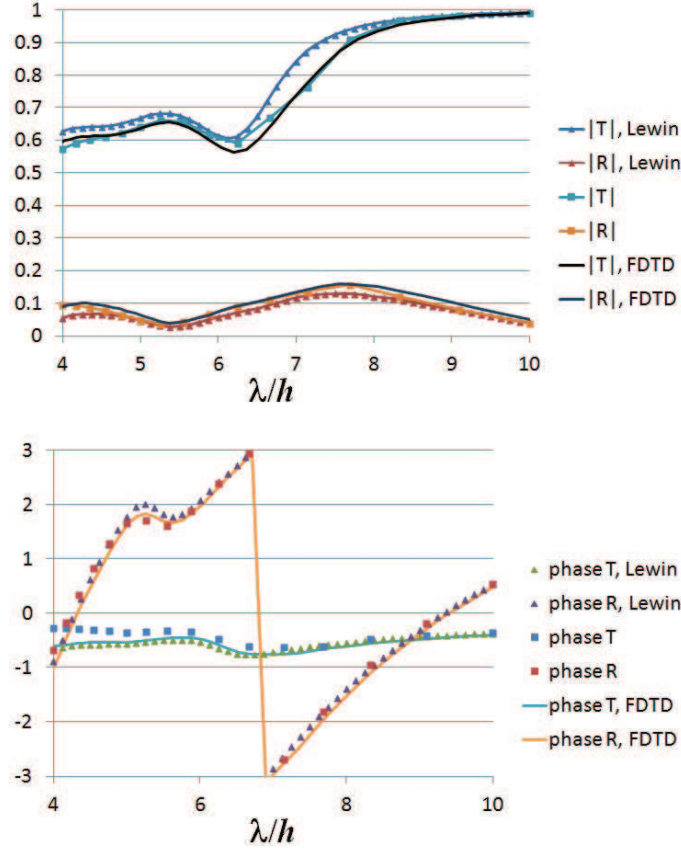 1
0.9
0.8
0.7
0.6
0.5
0.4
0.3
0.2
0.1
0
4 5 6 7 8 9 10
λ/h
|T|, Lewin
|R|, Lewin
|T|
|R|
|T|, FDTD
|R|, FDTD
3
2
1
0
-1
-2
-3
4 6 8 10
λ/h
phase T, Lewin
phase R, Lewin
phase T
phase R
phase T, FDTD
phase R, FDTD